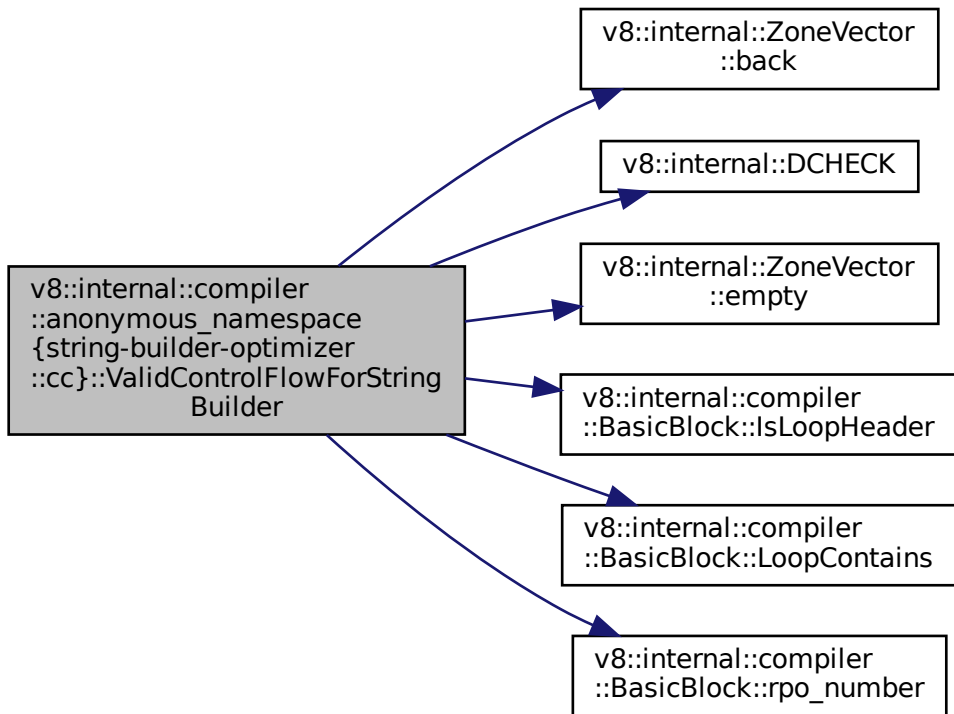 v8::internal::ZoneVector
::back
v8::internal::DCHECK
v8::internal::compiler
::anonymous_namespace
{string-builder-optimizer
::cc}::ValidControlFlowForString
Builder
v8::internal::ZoneVector
::empty
v8::internal::compiler
::BasicBlock::IsLoopHeader
v8::internal::compiler
::BasicBlock::LoopContains
v8::internal::compiler
::BasicBlock::rpo_number